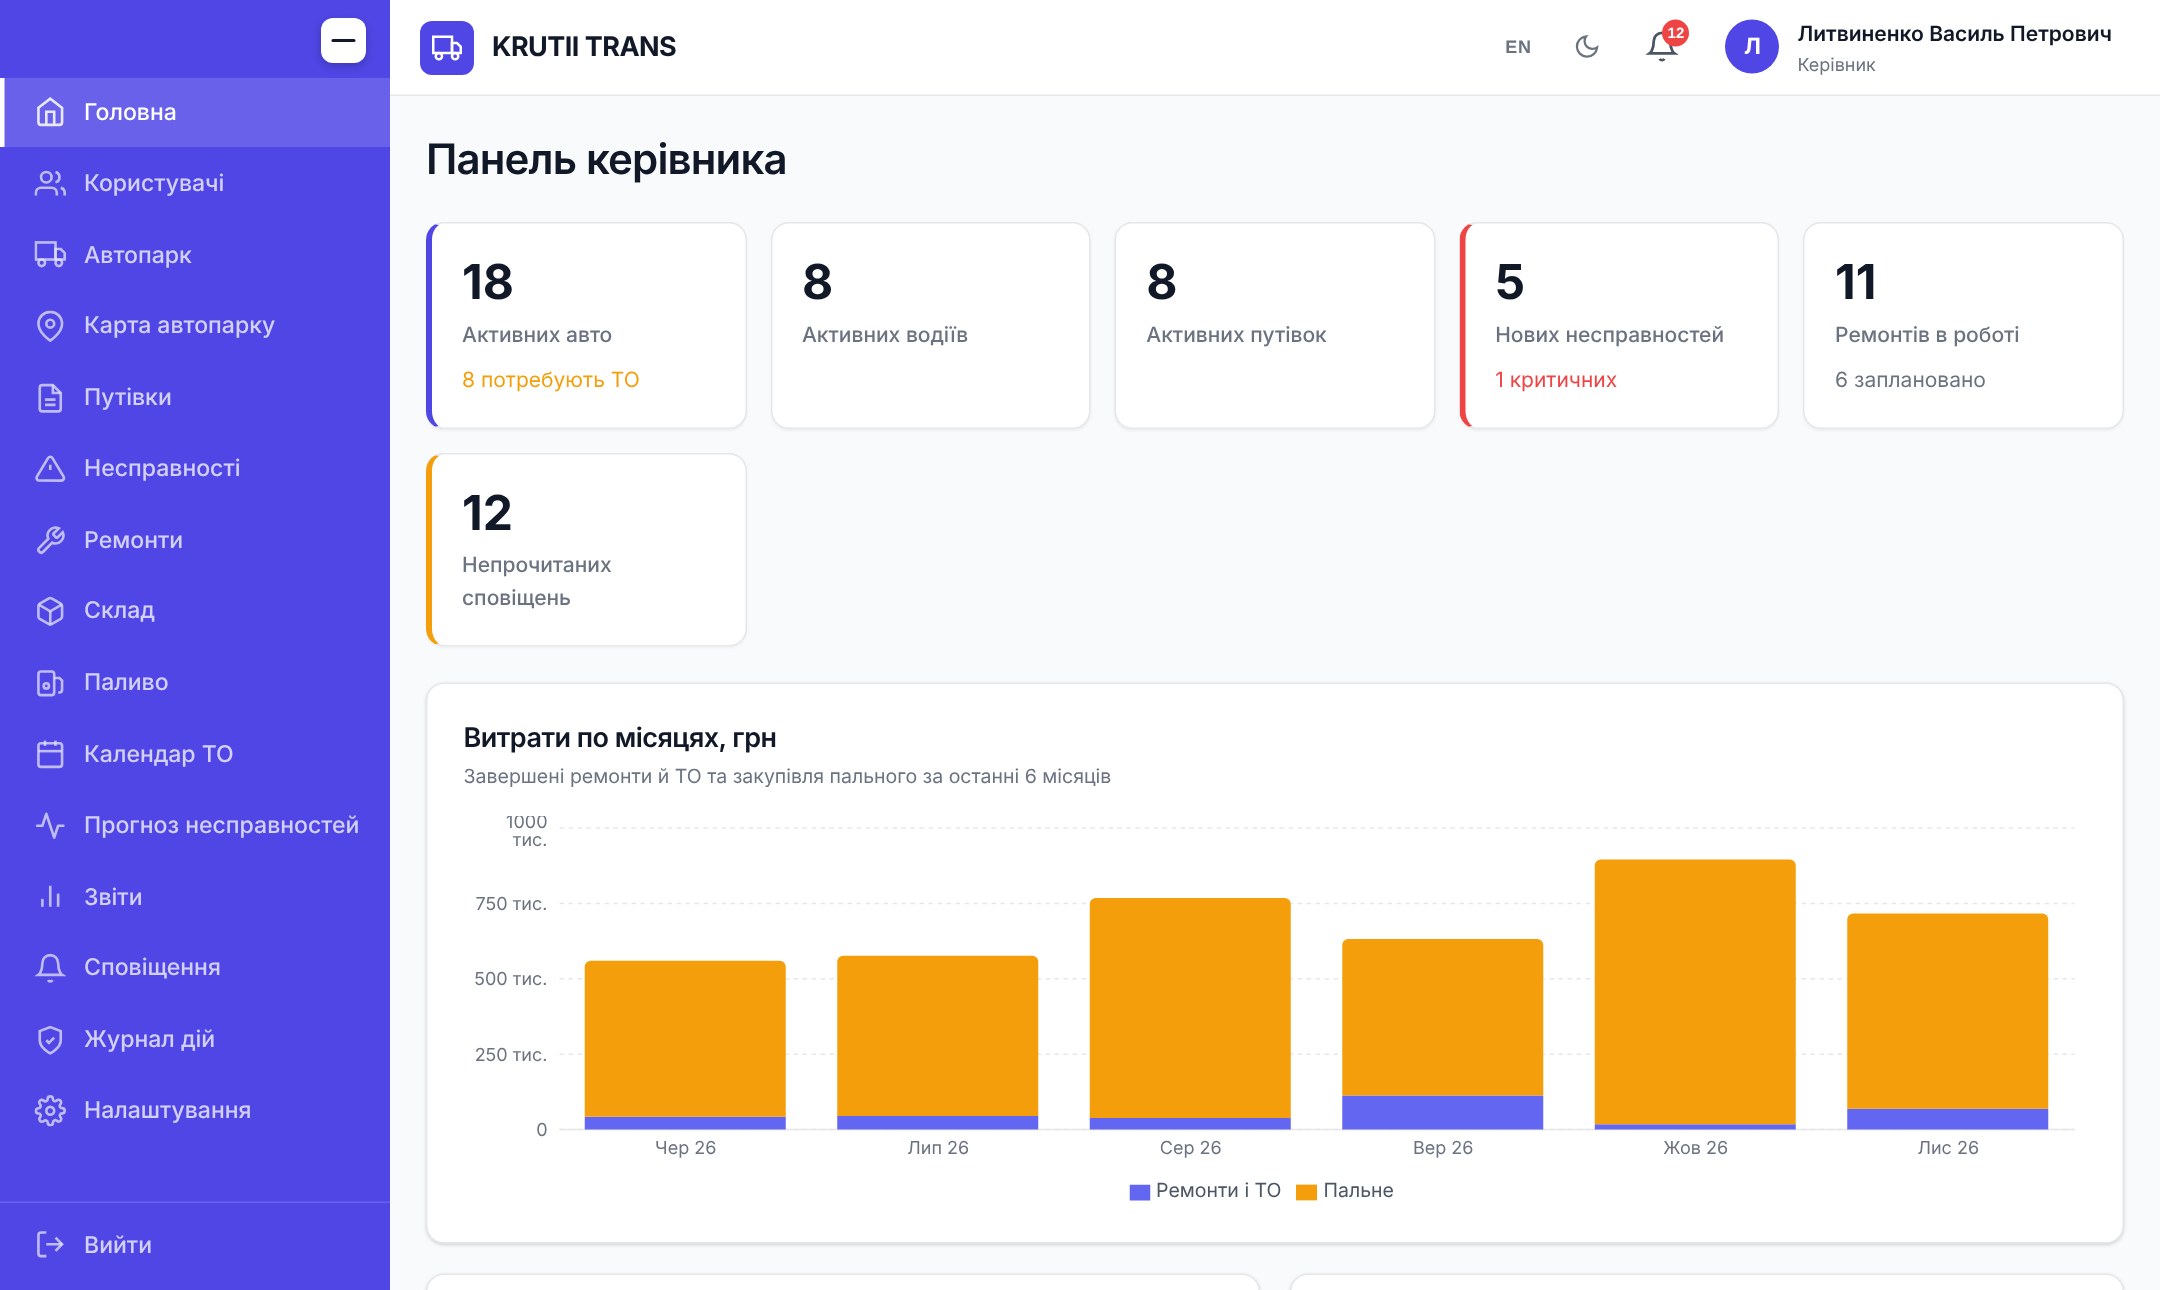 KRUTII TRANS
EN
12
Л
Литвиненко Василь Петрович
Керівник
Головна
Користувачі
Автопарк
Карта автопарку
Путівки
Несправності
Ремонти
Склад
Паливо
Календар ТО
Прогноз несправностей
Звіти
Сповіщення
Журнал дій
Налаштування
Вийти
Панель керівника
18
Активних авто
8 потребують ТО
8
Активних водіїв
8
Активних путівок
5
Нових несправностей
1 критичних
11
Ремонтів в роботі
6 заплановано
12
Непрочитаних
сповіщень
Витрати по місяцях, грн
Завершені ремонти й ТО та закупівля пального за останні 6 місяців
1000
тис.
750 тис.
500 тис.
250 тис.
0
Чер 26
Лип 26
Сер 26
Вер 26
Жов 26
Лис 26
Ремонти і ТО
Пальне